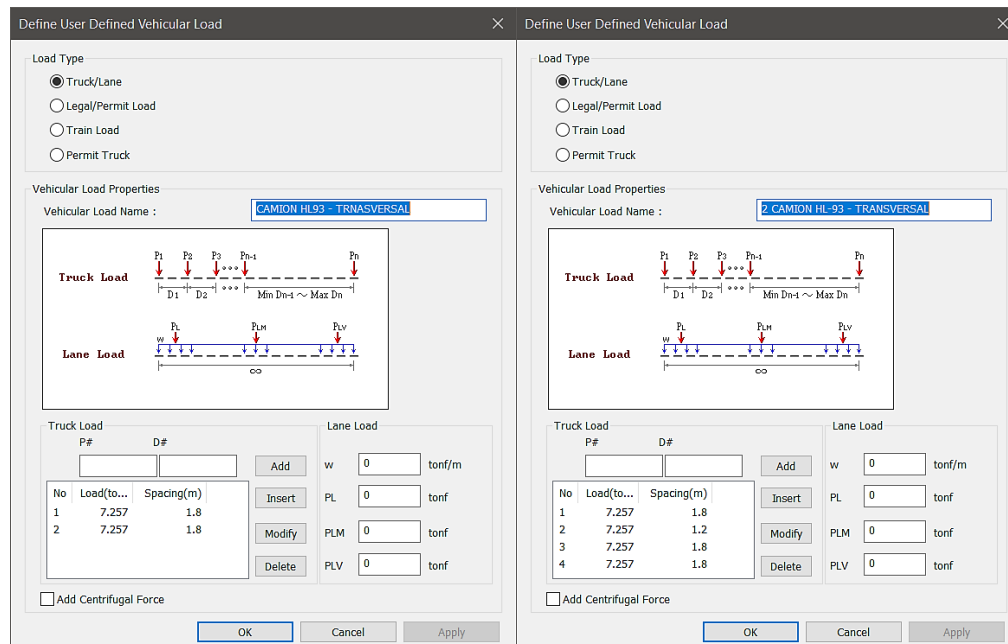 Define User Defined Vehicular Load
Load Type
Truck/Lane
Legal/Permit Load
Train Load
Permit Truck
Vehicular Load Properties
Vehicular Load Name :
CAMION HL93 - TRNASVERSAL
P1 P2 P3 Pn-1 Pn
Truck Load
D1 D2 Min Dn-1 ~ Max Dn
PL PLM PLV
w
Lane Load
∞
Truck Load
P# D#
Add
No Load(to... Spacing(m)
1 7.257 1.8
2 7.257 1.8
Insert
Modify
Delete
Lane Load
w 0 tonf/m
PL 0 tonf
PLM 0 tonf
PLV 0 tonf
Add Centrifugal Force
OK Cancel Apply
Define User Defined Vehicular Load
Load Type
Truck/Lane
Legal/Permit Load
Train Load
Permit Truck
Vehicular Load Properties
Vehicular Load Name :
2 CAMION HL-93 - TRANSVERSAL
P1 P2 P3 Pn-1 Pn
Truck Load
D1 D2 Min Dn-1 ~ Max Dn
PL PLM PLV
w
Lane Load
∞
Truck Load
P# D#
Add
No Load(to... Spacing(m)
1 7.257 1.8
2 7.257 1.2
3 7.257 1.8
4 7.257 1.8
Insert
Modify
Delete
Lane Load
w 0 tonf/m
PL 0 tonf
PLM 0 tonf
PLV 0 tonf
Add Centrifugal Force
OK Cancel Apply